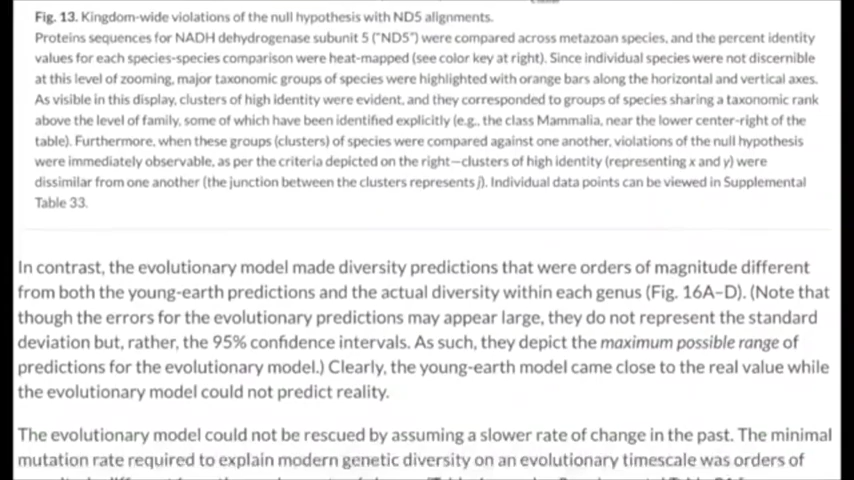 Fig. 13. Kingdom-wide violations of the null hypothesis with ND5 alignments.
Proteins sequences for NADH dehydrogenase subunit 5 ("ND5") were compared across metazoan species, and the percent identity
values for each species-species comparison were heat-mapped (see color key at right). Since individual species were not discernible
at this level of zooming, major taxonomic groups of species were highlighted with orange bars along the horizontal and vertical axes.
As visible in this display, clusters of high identity were evident, and they corresponded to groups of species sharing a taxonomic rank
above the level of family, some of which have been identified explicitly (e.g., the class Mammalia, near the lower center-right of the
table). Furthermore, when these groups (clusters) of species were compared against one another, violations of the null hypothesis
were immediately observable, as per the criteria depicted on the right—clusters of high identity (representing x and y) were
dissimilar from one another (the junction between the clusters represents j). Individual data points can be viewed in Supplemental
Table 33.
In contrast, the evolutionary model made diversity predictions that were orders of magnitude different
from both the young-earth predictions and the actual diversity within each genus (Fig. 16A–D). (Note that
though the errors for the evolutionary predictions may appear large, they do not represent the standard
deviation but, rather, the 95% confidence intervals. As such, they depict the maximum possible range of
predictions for the evolutionary model.) Clearly, the young-earth model came close to the real value while
the evolutionary model could not predict reality.
The evolutionary model could not be rescued by assuming a slower rate of change in the past. The minimal
mutation rate required to explain modern genetic diversity on an evolutionary timescale was orders of